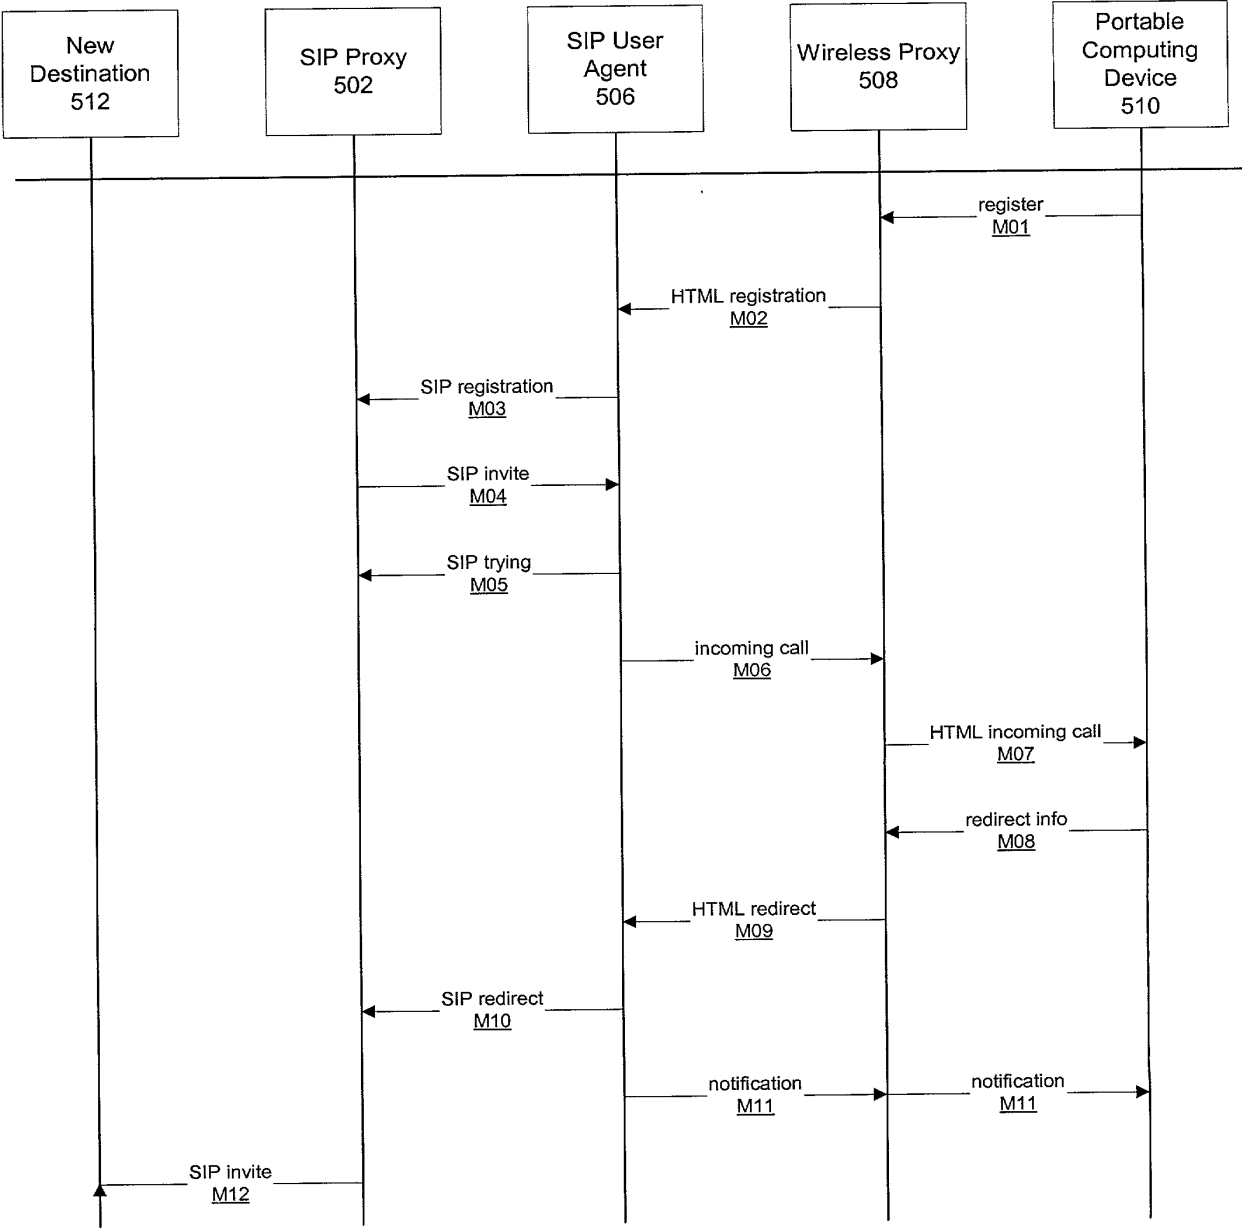 New
Destination
512
SIP Proxy
502
SIP User
Agent
506
Wireless Proxy
508
Portable
Computing
Device
510
register
M01
HTML registration
M02
SIP registration
M03
SIP invite
M04
SIP trying
M05
incoming call
M06
HTML incoming call
M07
redirect info
M08
HTML redirect
M09
SIP redirect
M10
notification
M11
notification
M11
SIP invite
M12